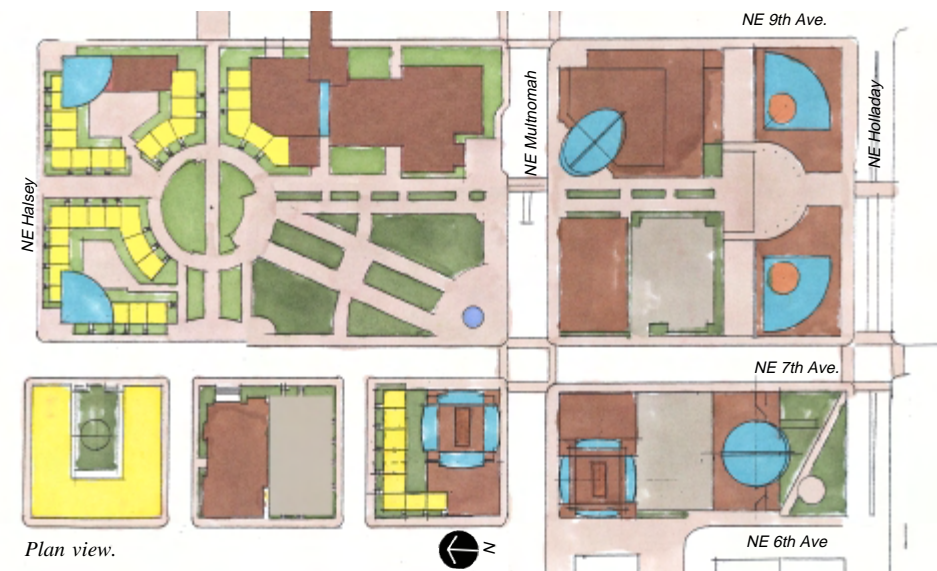 NE 9th Ave.
NE Multnomah
NE Holladay
NE Halsey
NE 7th Ave.
NE 6th Ave
Plan view.
N